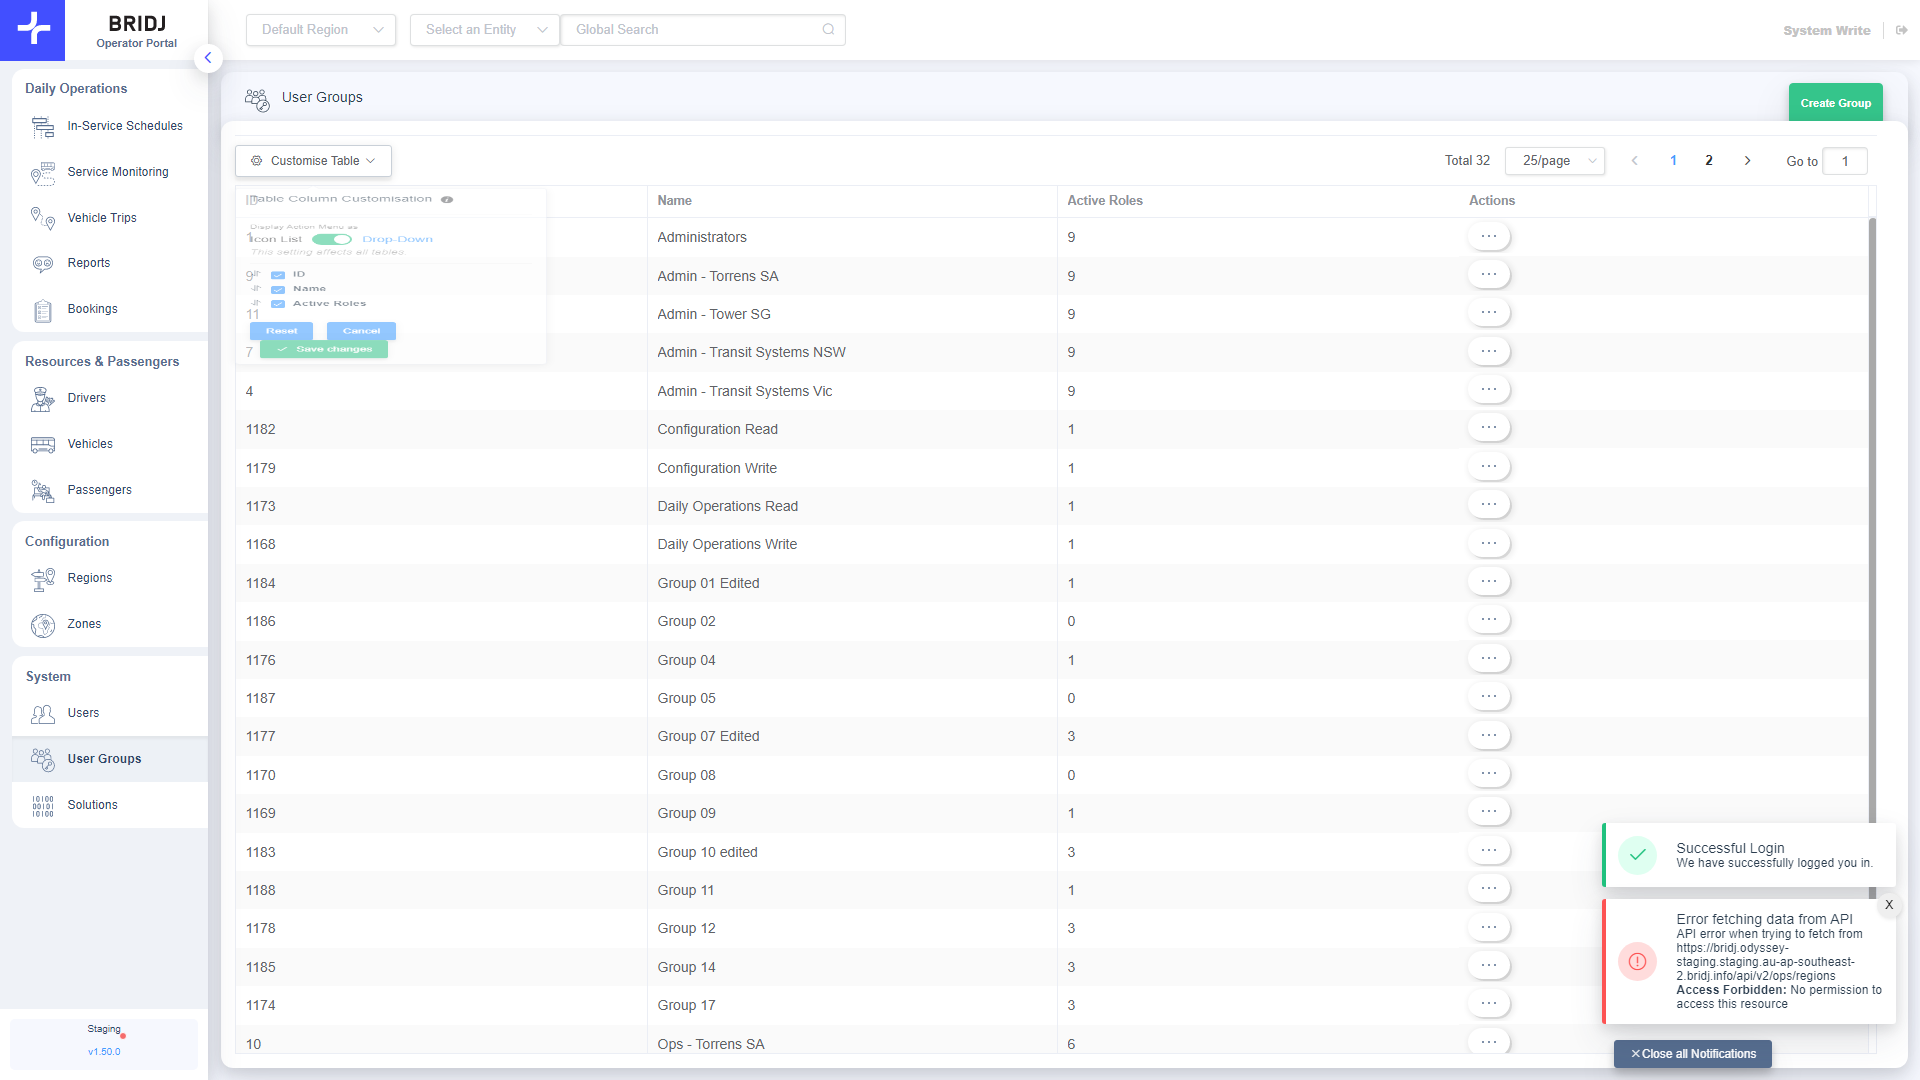 BRIDJ
Operator Portal
Default Region
Select an Entity
Global Search
System Write
Daily Operations
In-Service Schedules
Service Monitoring
Vehicle Trips
Reports
Bookings
Resources & Passengers
Drivers
Vehicles
Passengers
Configuration
Regions
Zones
System
Users
User Groups
10100
00101
10100
Solutions
Staging
v1.50.0
User Groups
Create Group
Customise Table
Total 32
25/page
1
2
Go to
1
Table Column Customisation
Display Action Menu as
Icon List
Drop-Down
This setting effects all tables.
ID
Name
Active Roles
Reset
Cancel
Save changes
ID Name Active Roles Actions
1 Administrators 9 ...
9 Admin - Torrens SA 9 ...
11 Admin - Tower SG 9 ...
7 Admin - Transit Systems NSW 9 ...
4 Admin - Transit Systems Vic 9 ...
1182 Configuration Read 1 ...
1179 Configuration Write 1 ...
1173 Daily Operations Read 1 ...
1168 Daily Operations Write 1 ...
1184 Group 01 Edited 1 ...
1186 Group 02 0 ...
1176 Group 04 1 ...
1187 Group 05 0 ...
1177 Group 07 Edited 3 ...
1170 Group 08 0 ...
1169 Group 09 1 ...
1183 Group 10 edited 3 ...
1188 Group 11 1 ...
1178 Group 12 3 ...
1185 Group 14 3 ...
1174 Group 17 3 ...
10 Ops - Torrens SA 6 ...
Successful Login
We have successfully logged you in.
X
Error fetching data from API
API error when trying to fetch from
https://bridj.odyssey-
staging.staging.au-ap-southeast-
2.bridj.info/api/v2/ops/regions
Access Forbidden: No permission to
access this resource
×Close all Notifications